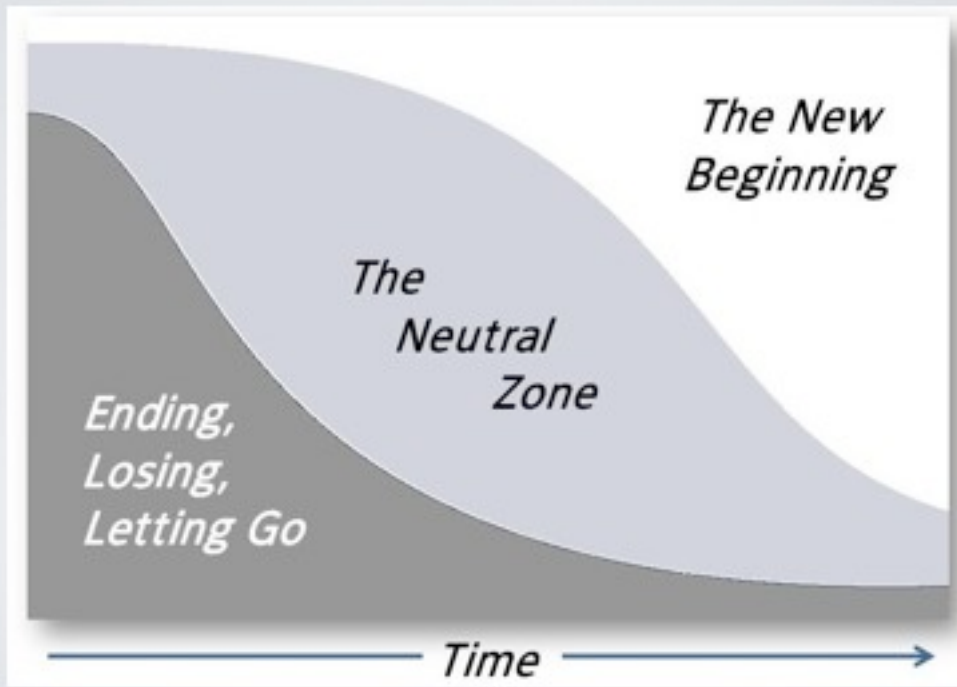 The New
Beginning
The
Neutral
Zone
Ending,
Losing,
Letting Go
Time